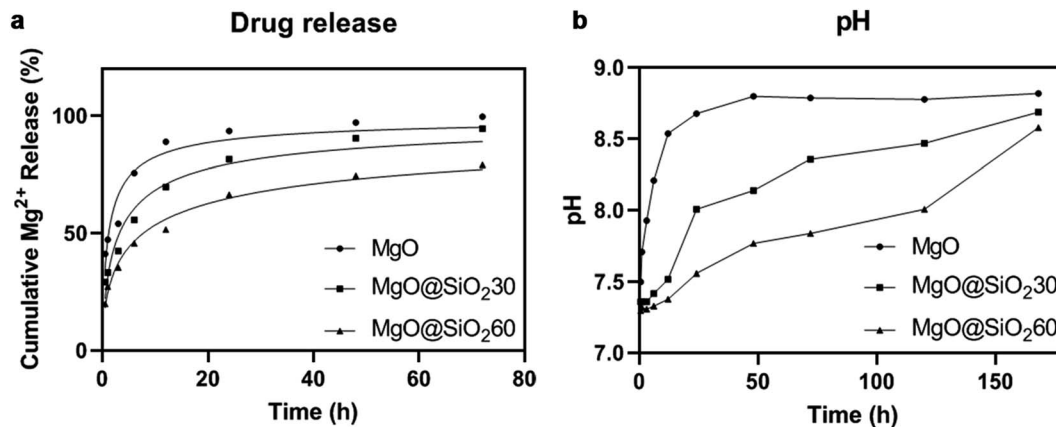 a
Drug release
Cumulative Mg²⁺ Release (%)
100
50
0
0 20 40 60 80
Time (h)
MgO
MgO@SiO₂30
MgO@SiO₂60
b
pH
pH
9.0
8.5
8.0
7.5
7.0
0 50 100 150
Time (h)
MgO
MgO@SiO₂30
MgO@SiO₂60